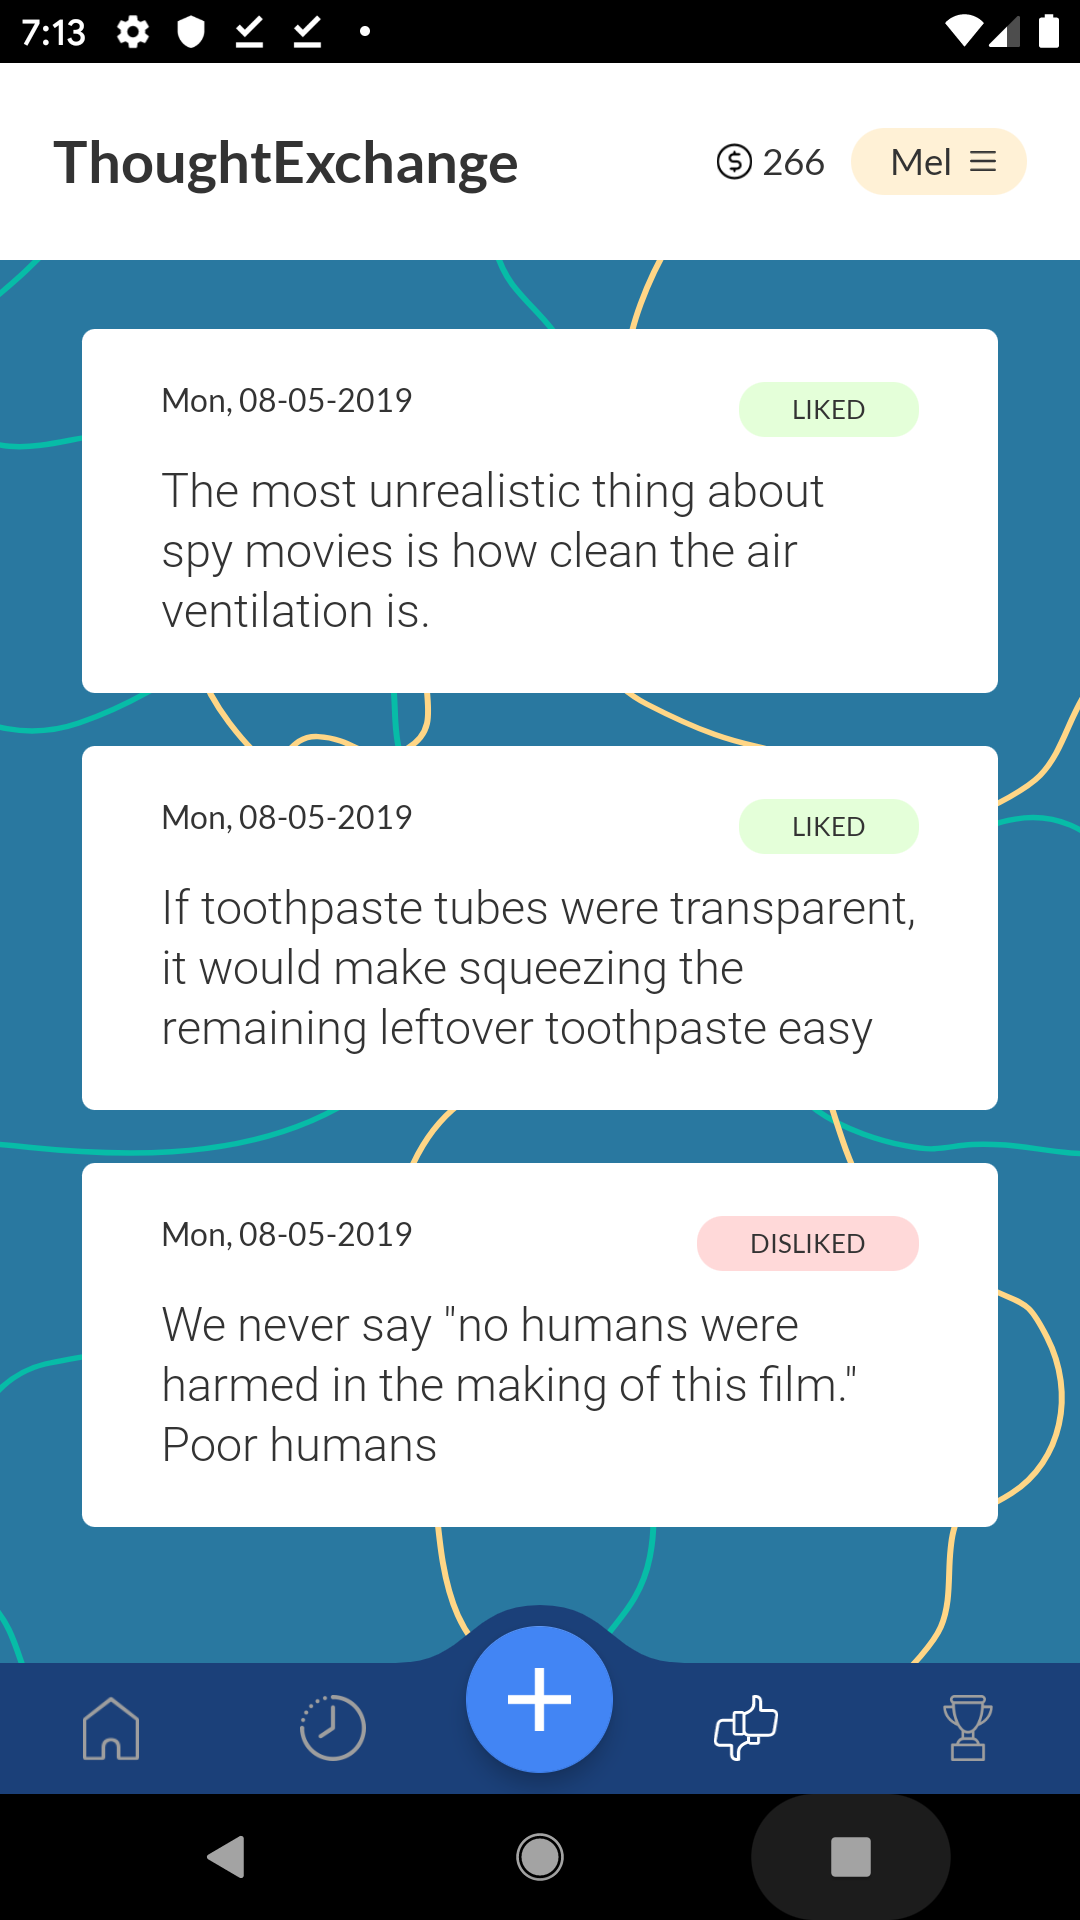 7:13
ThoughtExchange
266
Mel
Mon, 08-05-2019
LIKED
The most unrealistic thing about
spy movies is how clean the air
ventilation is.
Mon, 08-05-2019
LIKED
If toothpaste tubes were transparent,
it would make squeezing the
remaining leftover toothpaste easy
Mon, 08-05-2019
DISLIKED
We never say "no humans were
harmed in the making of this film."
Poor humans